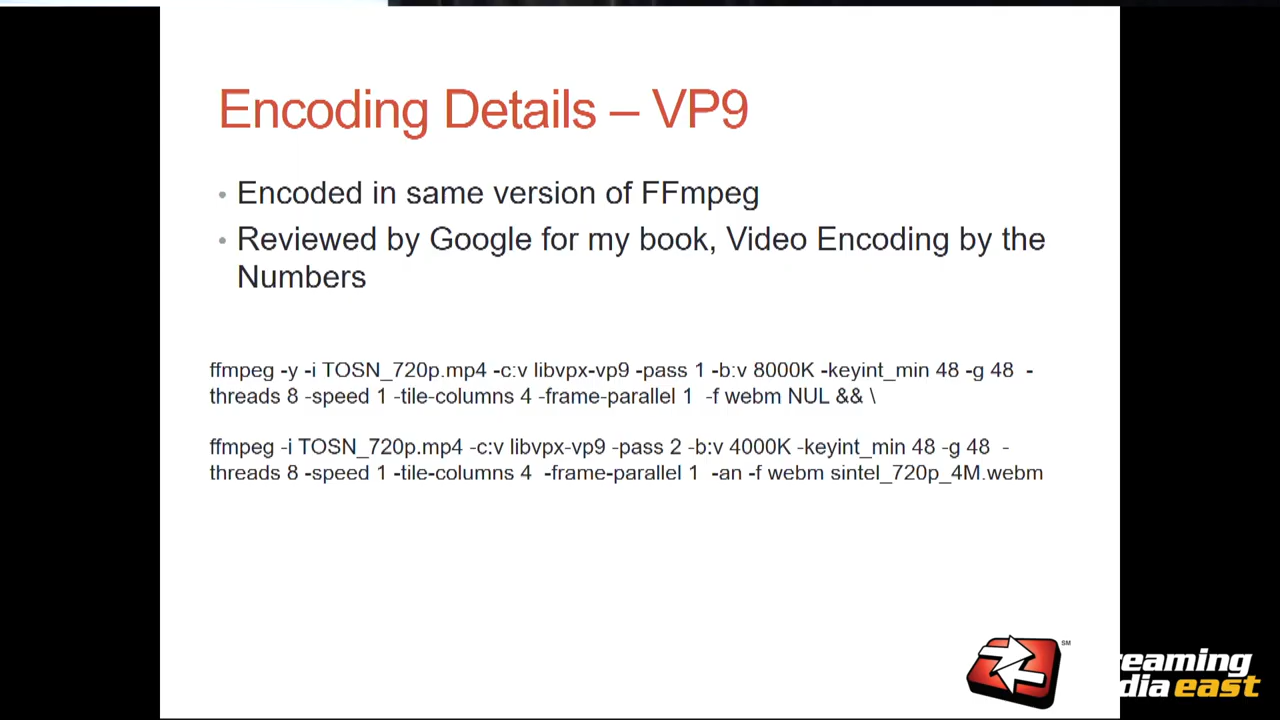 Encoding Details – VP9
• Encoded in same version of FFmpeg
• Reviewed by Google for my book, Video Encoding by the
Numbers
ffmpeg -y -i TOSN_720p.mp4 -c:v libvpx-vp9 -pass 1 -b:v 8000K -keyint_min 48 -g 48 -
threads 8 -speed 1 -tile-columns 4 -frame-parallel 1 -f webm NUL && \
ffmpeg -i TOSN_720p.mp4 -c:v libvpx-vp9 -pass 2 -b:v 4000K -keyint_min 48 -g 48 -
threads 8 -speed 1 -tile-columns 4 -frame-parallel 1 -an -f webm sintel_720p_4M.webm
SM
reaming
dia east